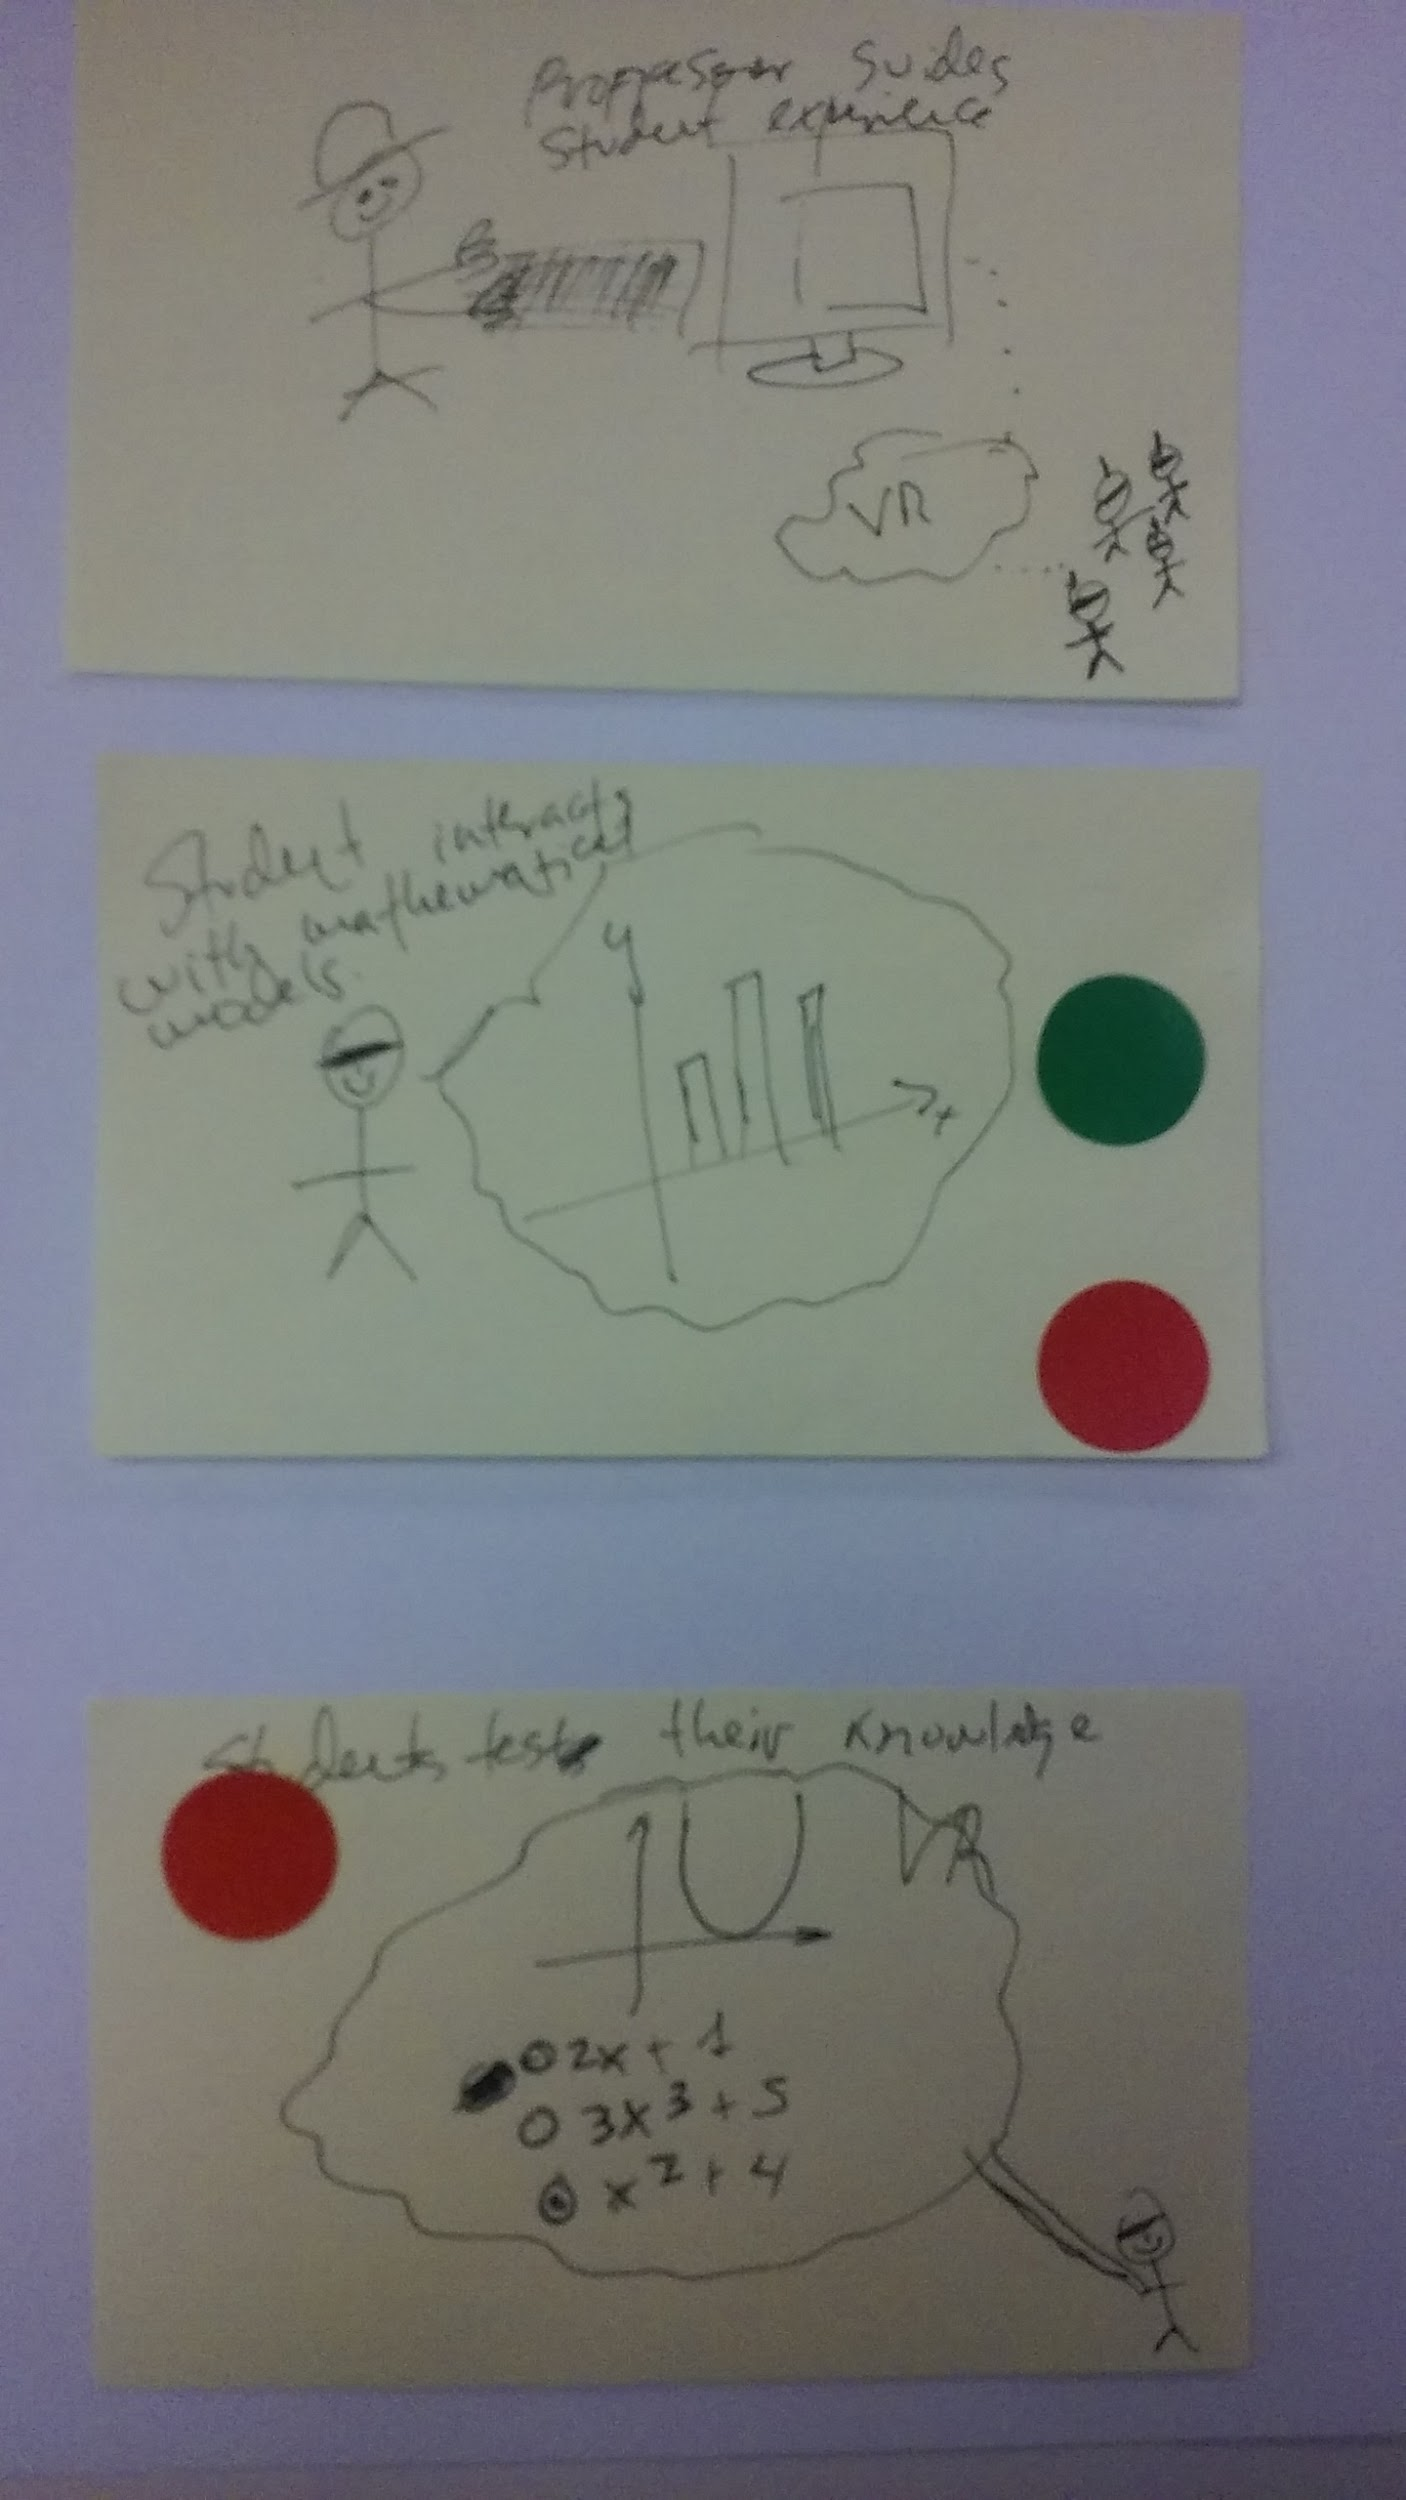 Proffessor guides
student experience
VR
Student interacts
with mathematical
models.
y
x
Students test their knowledge
VR
2x + 1
3x³ + 5
x² + 4